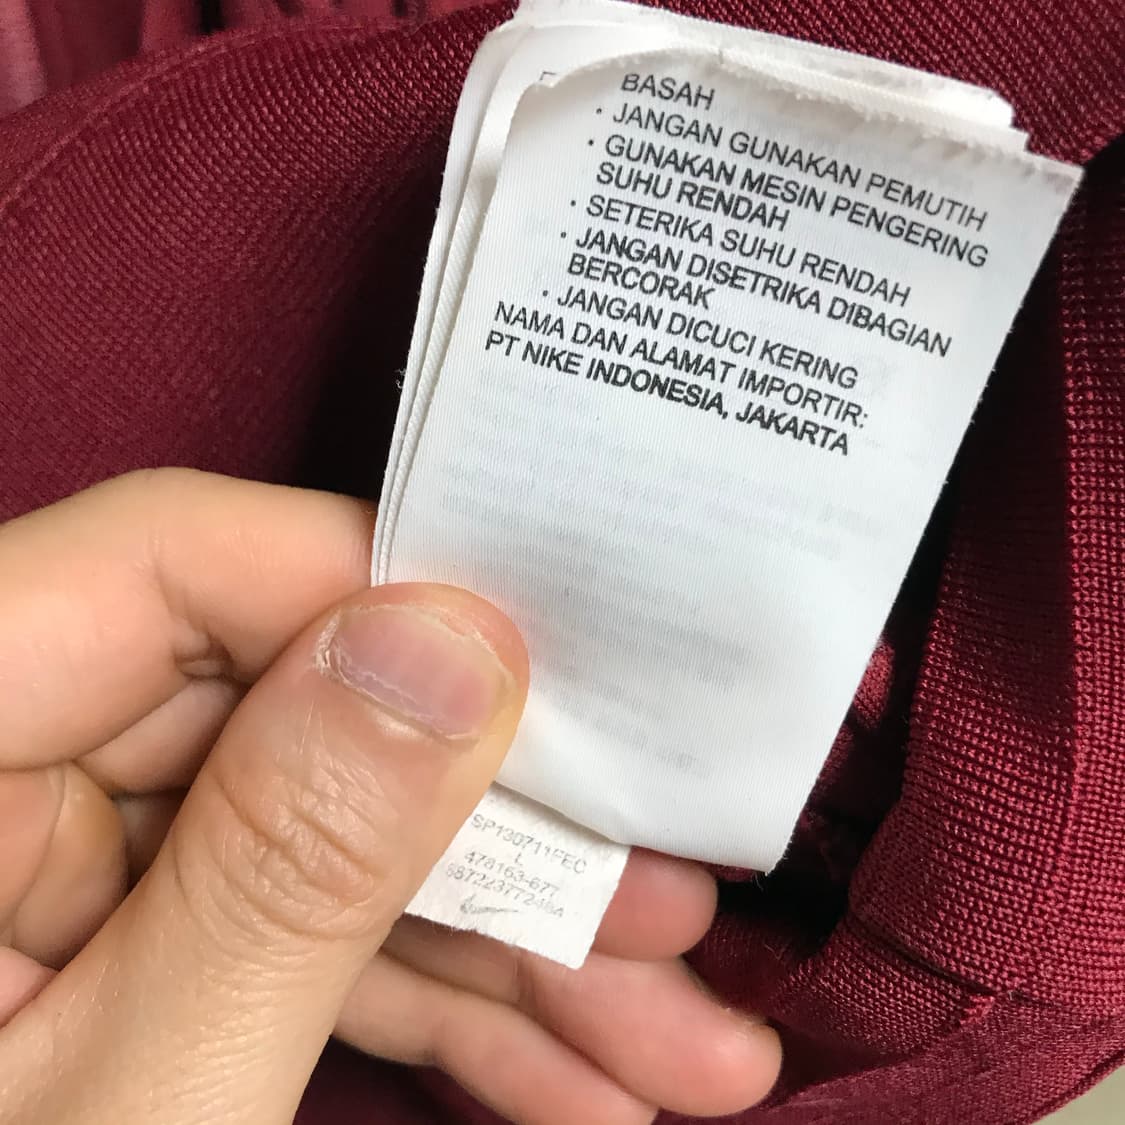 BASAH
• JANGAN GUNAKAN PEMUTIH
• GUNAKAN MESIN PENGERING
SUHU RENDAH
• SETERIKA SUHU RENDAH
• JANGAN DISETRIKA DIBAGIAN
BERCORAK
• JANGAN DICUCI KERING
NAMA DAN ALAMAT IMPORTIR:
PT NIKE INDONESIA, JAKARTA
L
478163-677